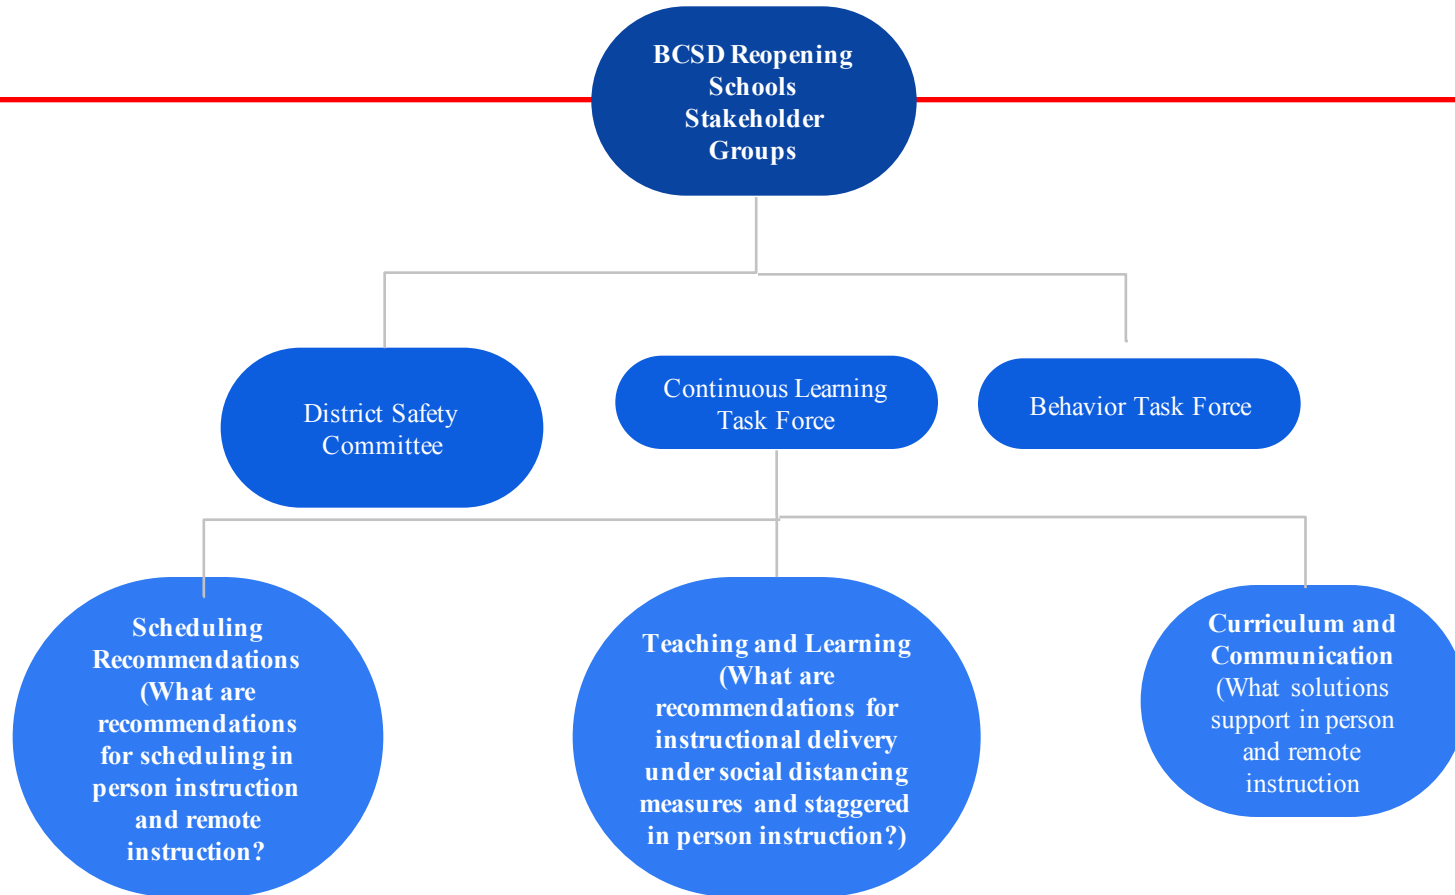 BCSD Reopening
Schools
Stakeholder
Groups
District Safety
Committee
Continuous Learning
Task Force
Behavior Task Force
Scheduling
Recommendations
(What are
recommendations
for scheduling in
person instruction
and remote
instruction?
Teaching and Learning
(What are
recommendations for
instructional delivery
under social distancing
measures and staggered
in person instruction?)
Curriculum and
Communication
(What solutions
support in person
and remote
instruction